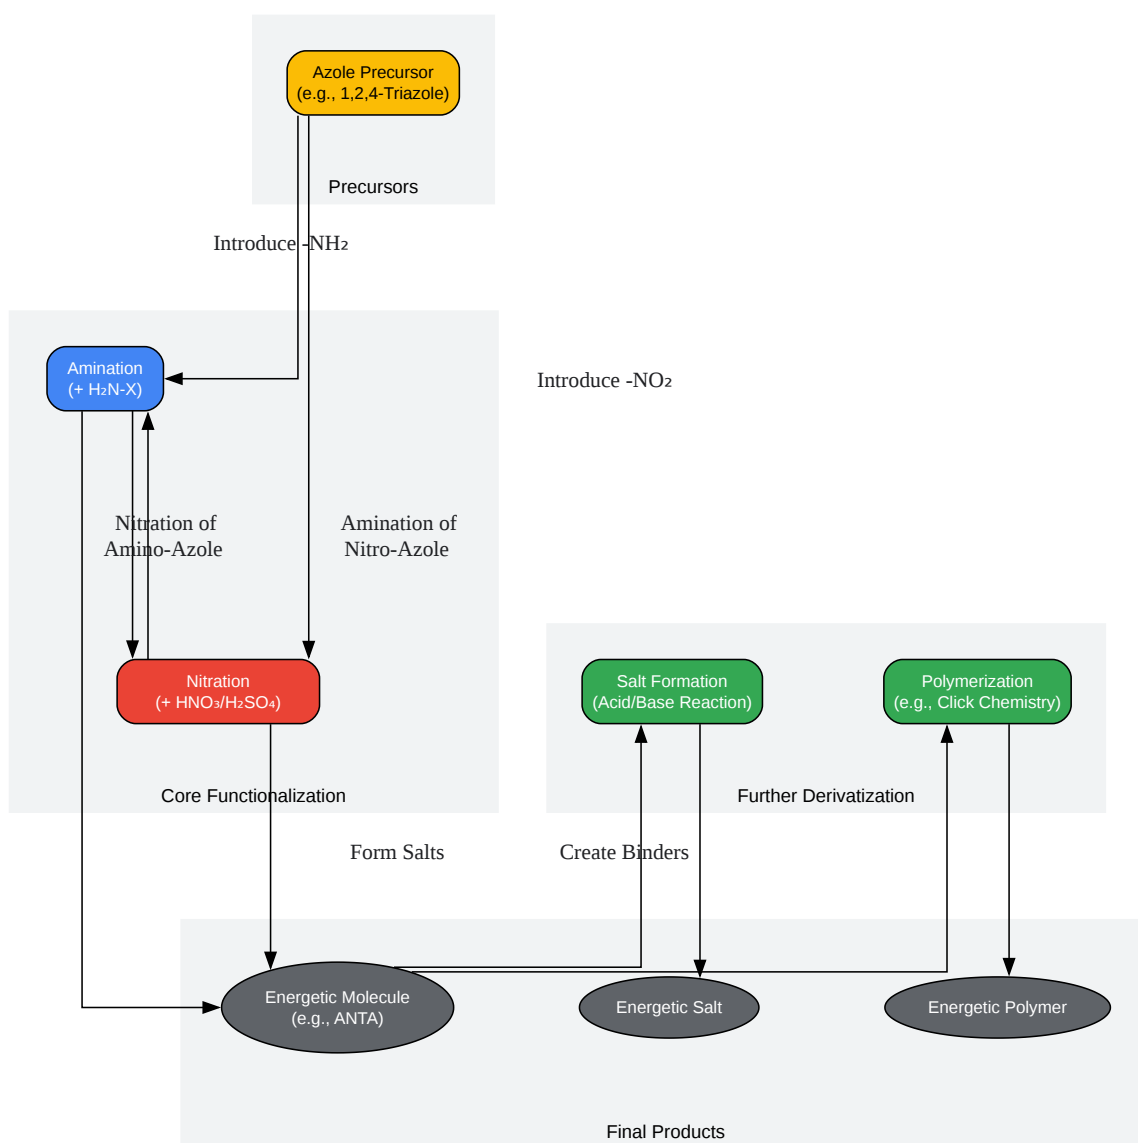 Azole Precursor
(e.g., 1,2,4-Triazole)
Precursors
Introduce -NH₂
Amination
(+ H₂N-X)
Introduce -NO₂
Nitration of
Amino-Azole
Amination of
Nitro-Azole
Nitration
(+ HNO₃/H₂SO₄)
Salt Formation
(Acid/Base Reaction)
Polymerization
(e.g., Click Chemistry)
Core Functionalization
Further Derivatization
Form Salts
Create Binders
Energetic Molecule
(e.g., ANTA)
Energetic Salt
Energetic Polymer
Final Products